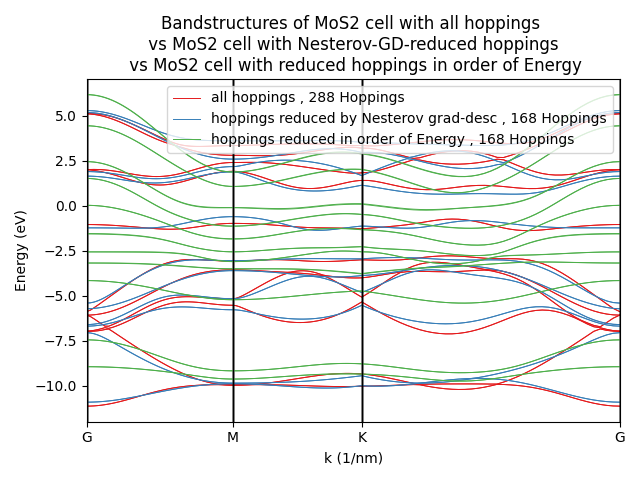 Bandstructures of MoS2 cell with all hoppings
vs MoS2 cell with Nesterov-GD-reduced hoppings
vs MoS2 cell with reduced hoppings in order of Energy
all hoppings , 288 Hoppings
hoppings reduced by Nesterov grad-desc , 168 Hoppings
hoppings reduced in order of Energy , 168 Hoppings
5.0
2.5
0.0
−2.5
−5.0
−7.5
−10.0
Energy (eV)
G
M
K
G
k (1/nm)